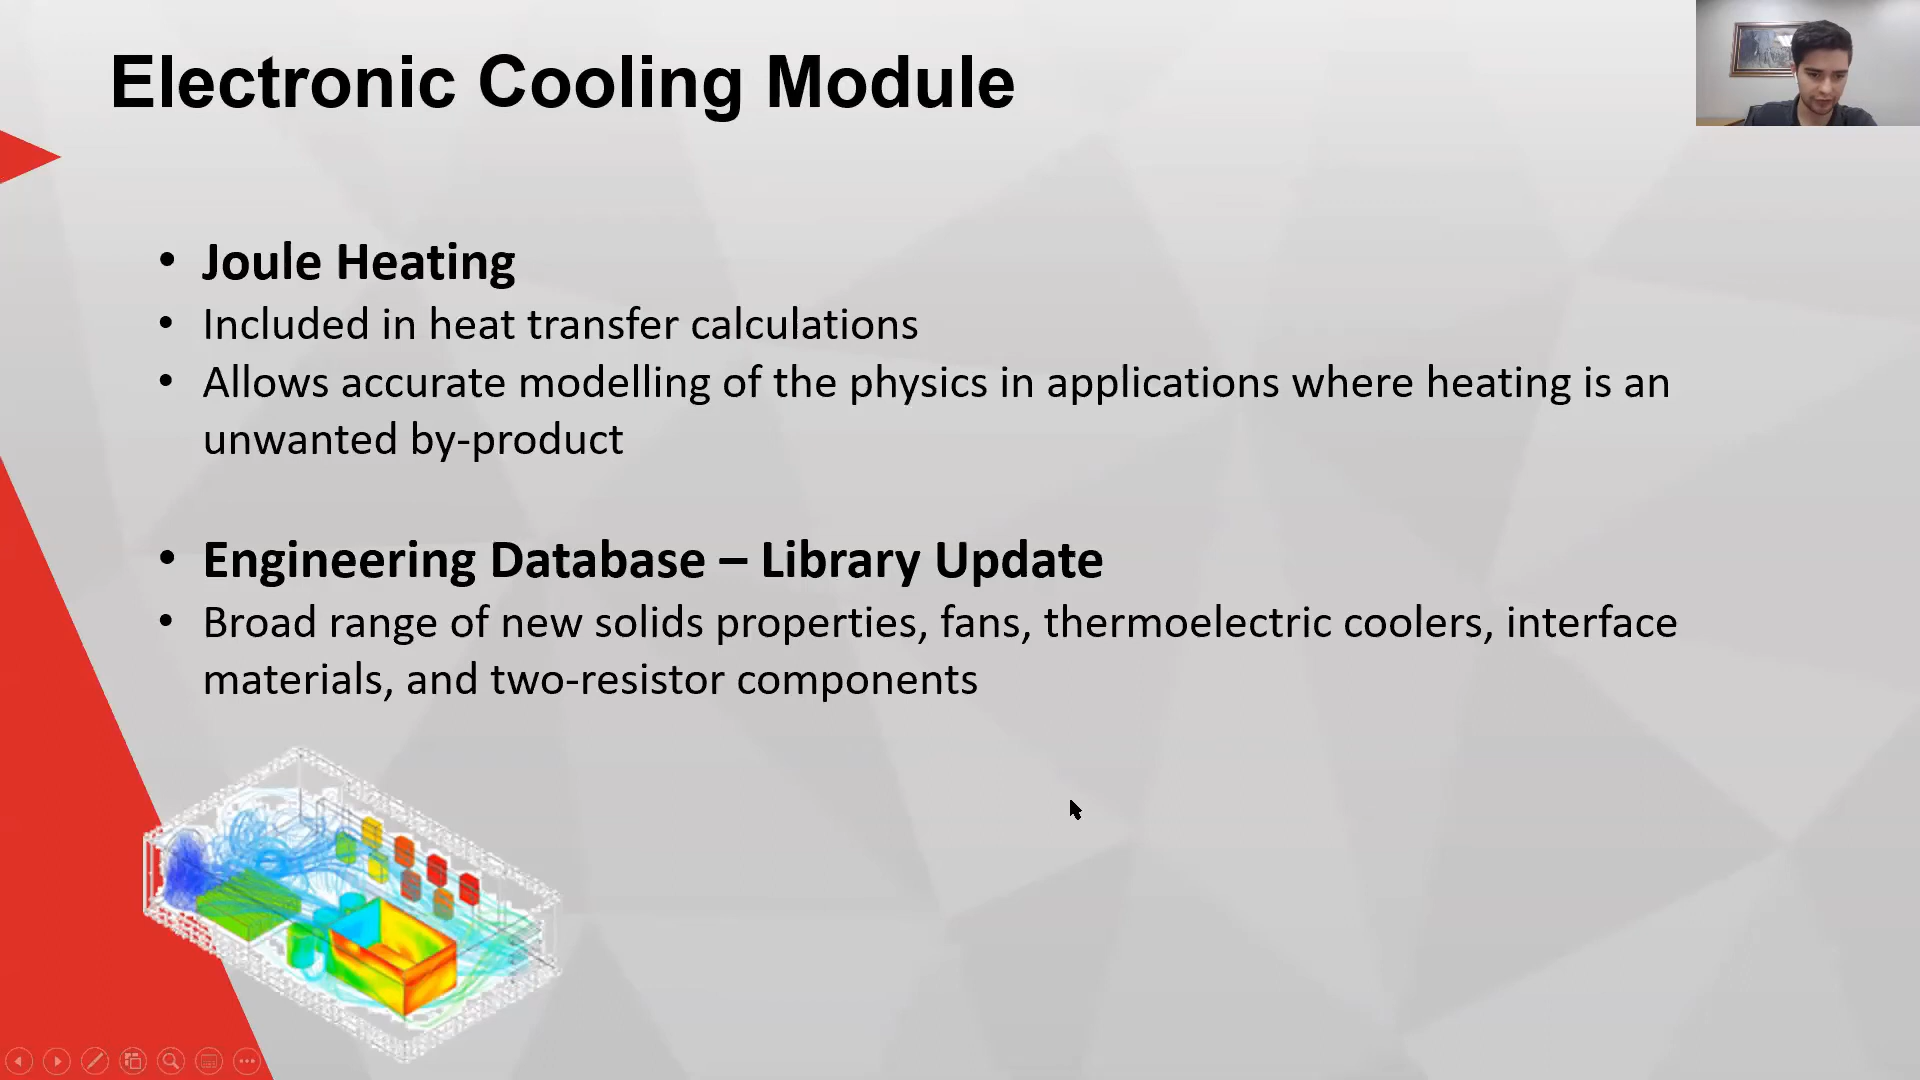 Electronic Cooling Module
• Joule Heating
• Included in heat transfer calculations
• Allows accurate modelling of the physics in applications where heating is an
unwanted by-product
• Engineering Database – Library Update
• Broad range of new solids properties, fans, thermoelectric coolers, interface
materials, and two-resistor components